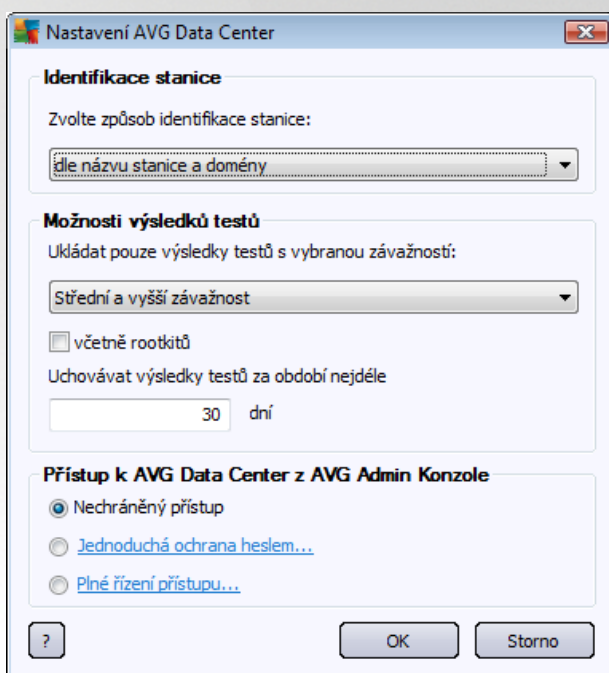 Nastavení AVG Data Center
Identifikace stanice
Zvolte způsob identifikace stanice:
dle názvu stanice a domény
Možnosti výsledků testů
Ukládat pouze výsledky testů s vybranou závažností:
Střední a vyšší závažnost
včetně rootkitů
Uchovávat výsledky testů za období nejdéle
30 dní
Přístup k AVG Data Center z AVG Admin Konzole
Nechráněný přístup
Jednoduchá ochrana heslem...
Plné řízení přístupu...
? OK Storno